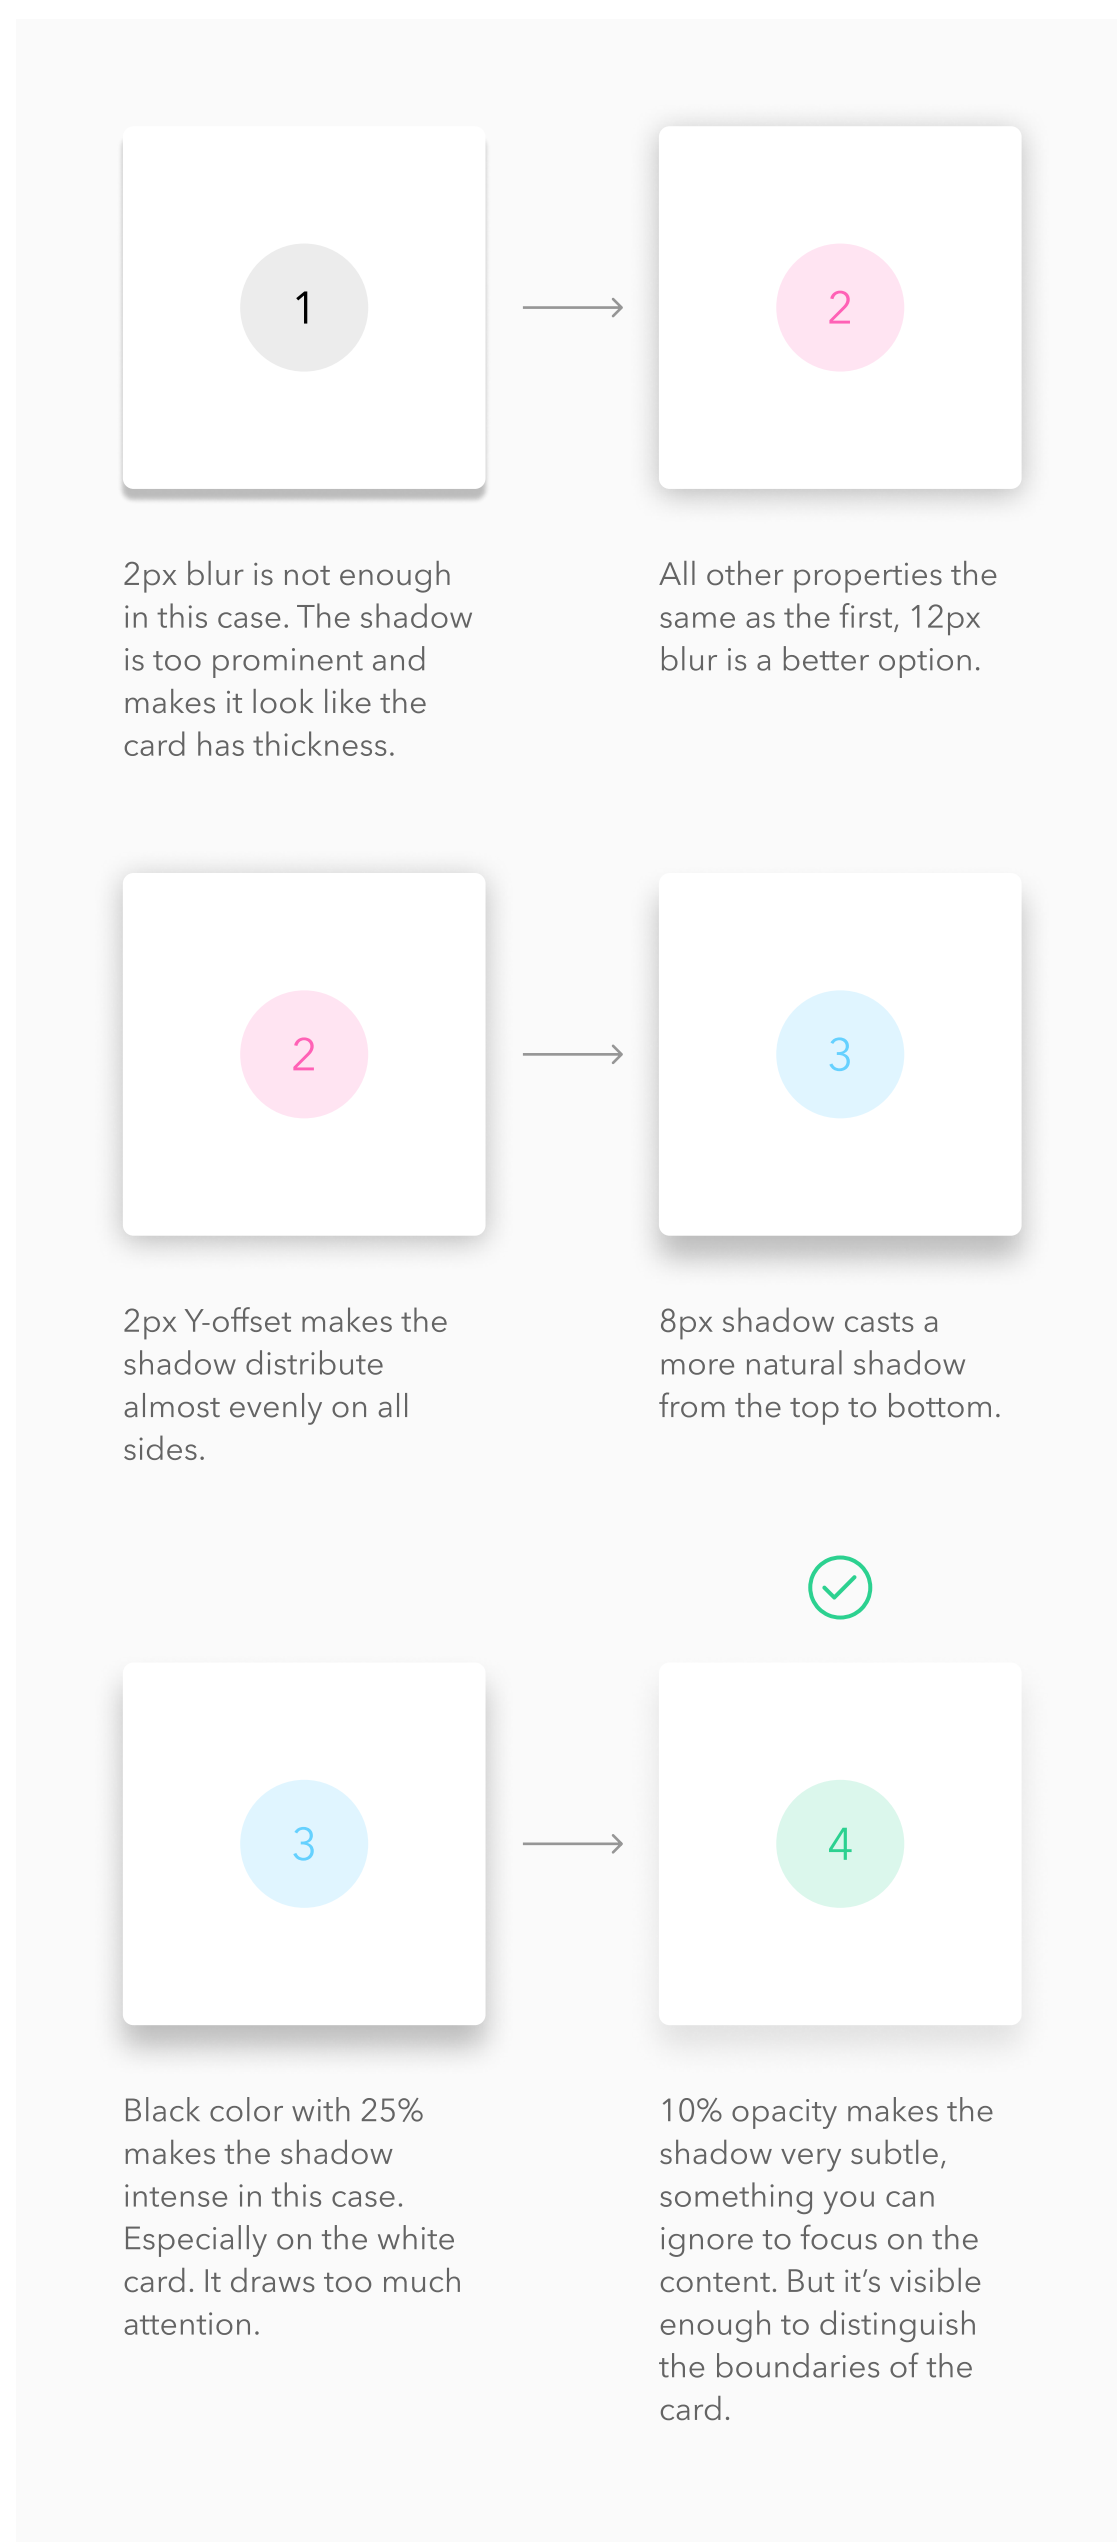 1
2
2px blur is not enough
in this case. The shadow
is too prominent and
makes it look like the
card has thickness.
All other properties the
same as the first, 12px
blur is a better option.
2
3
2px Y-offset makes the
shadow distribute
almost evenly on all
sides.
8px shadow casts a
more natural shadow
from the top to bottom.
3
4
Black color with 25%
makes the shadow
intense in this case.
Especially on the white
card. It draws too much
attention.
10% opacity makes the
shadow very subtle,
something you can
ignore to focus on the
content. But it’s visible
enough to distinguish
the boundaries of the
card.